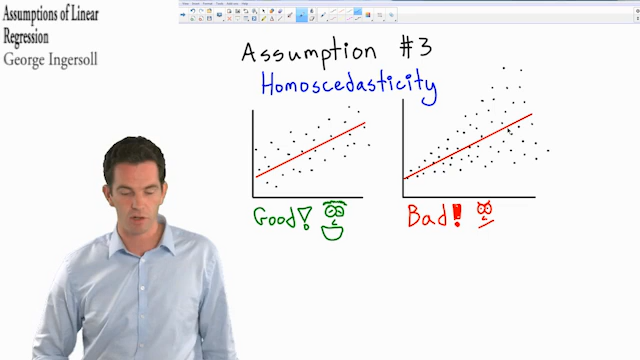 Assumptions of Linear
Regression
George Ingersoll
Assumption #3
Homoscedasticity
Good!
Bad!